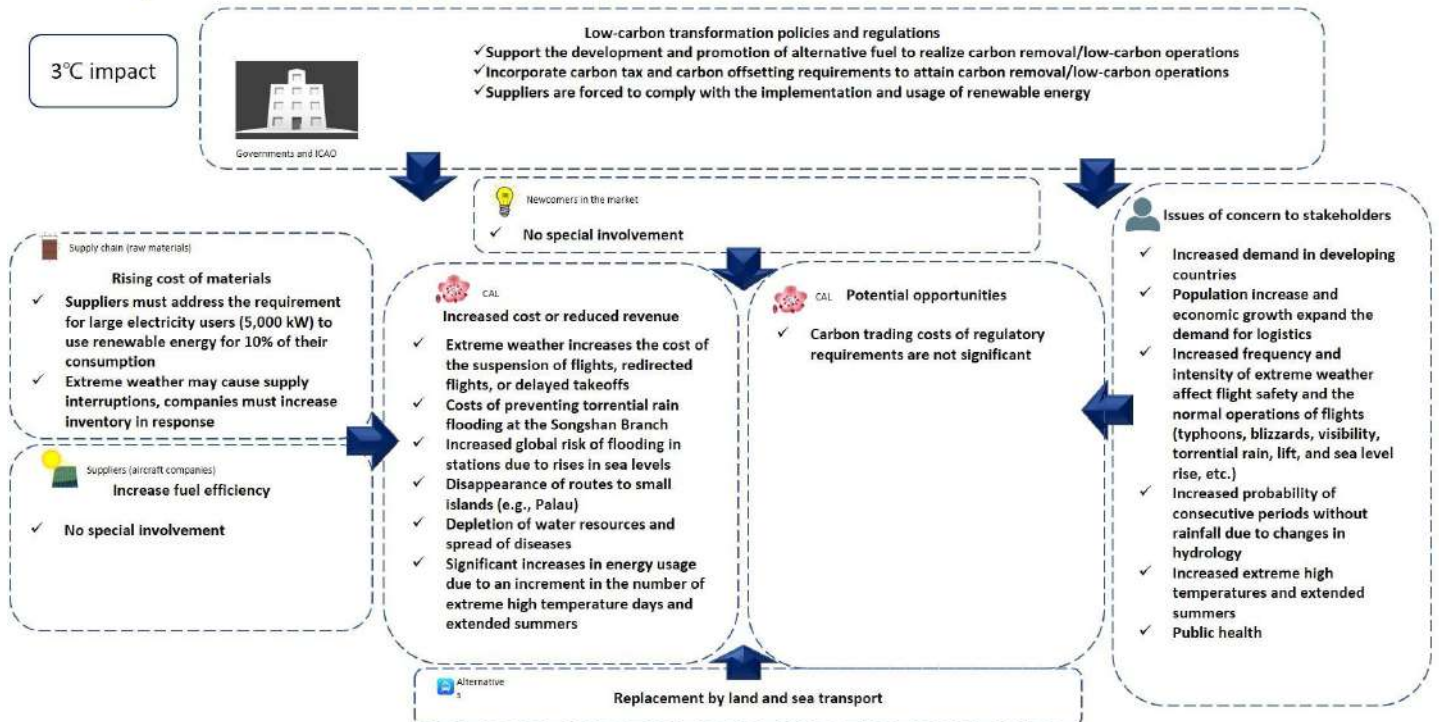 3°C impact
Low-carbon transformation policies and regulations
✓Support the development and promotion of alternative fuel to realize carbon removal/low-carbon operations
✓Incorporate carbon tax and carbon offsetting requirements to attain carbon removal/low-carbon operations
✓Suppliers are forced to comply with the implementation and usage of renewable energy
Governments and ICAO
Newcomers in the market
✓ No special involvement
Supply chain (raw materials)
Rising cost of materials
✓ Suppliers must address the requirement
for large electricity users (5,000 kW) to
use renewable energy for 10% of their
consumption
✓ Extreme weather may cause supply
interruptions, companies must increase
inventory in response
Suppliers (aircraft companies)
Increase fuel efficiency
✓ No special involvement
CAL
Increased cost or reduced revenue
✓ Extreme weather increases the cost of
the suspension of flights, redirected
flights, or delayed takeoffs
✓ Costs of preventing torrential rain
flooding at the Songshan Branch
✓ Increased global risk of flooding in
stations due to rises in sea levels
✓ Disappearance of routes to small
islands (e.g., Palau)
✓ Depletion of water resources and
spread of diseases
✓ Significant increases in energy usage
due to an increment in the number of
extreme high temperature days and
extended summers
CAL Potential opportunities
✓ Carbon trading costs of regulatory
requirements are not significant
Issues of concern to stakeholders
✓ Increased demand in developing
countries
✓ Population increase and
economic growth expand the
demand for logistics
✓ Increased frequency and
intensity of extreme weather
affect flight safety and the
normal operations of flights
(typhoons, blizzards, visibility,
torrential rain, lift, and sea level
rise, etc.)
✓ Increased probability of
consecutive periods without
rainfall due to changes in
hydrology
✓ Increased extreme high
temperatures and extended
summers
✓ Public health
Alternative
s
Replacement by land and sea transport